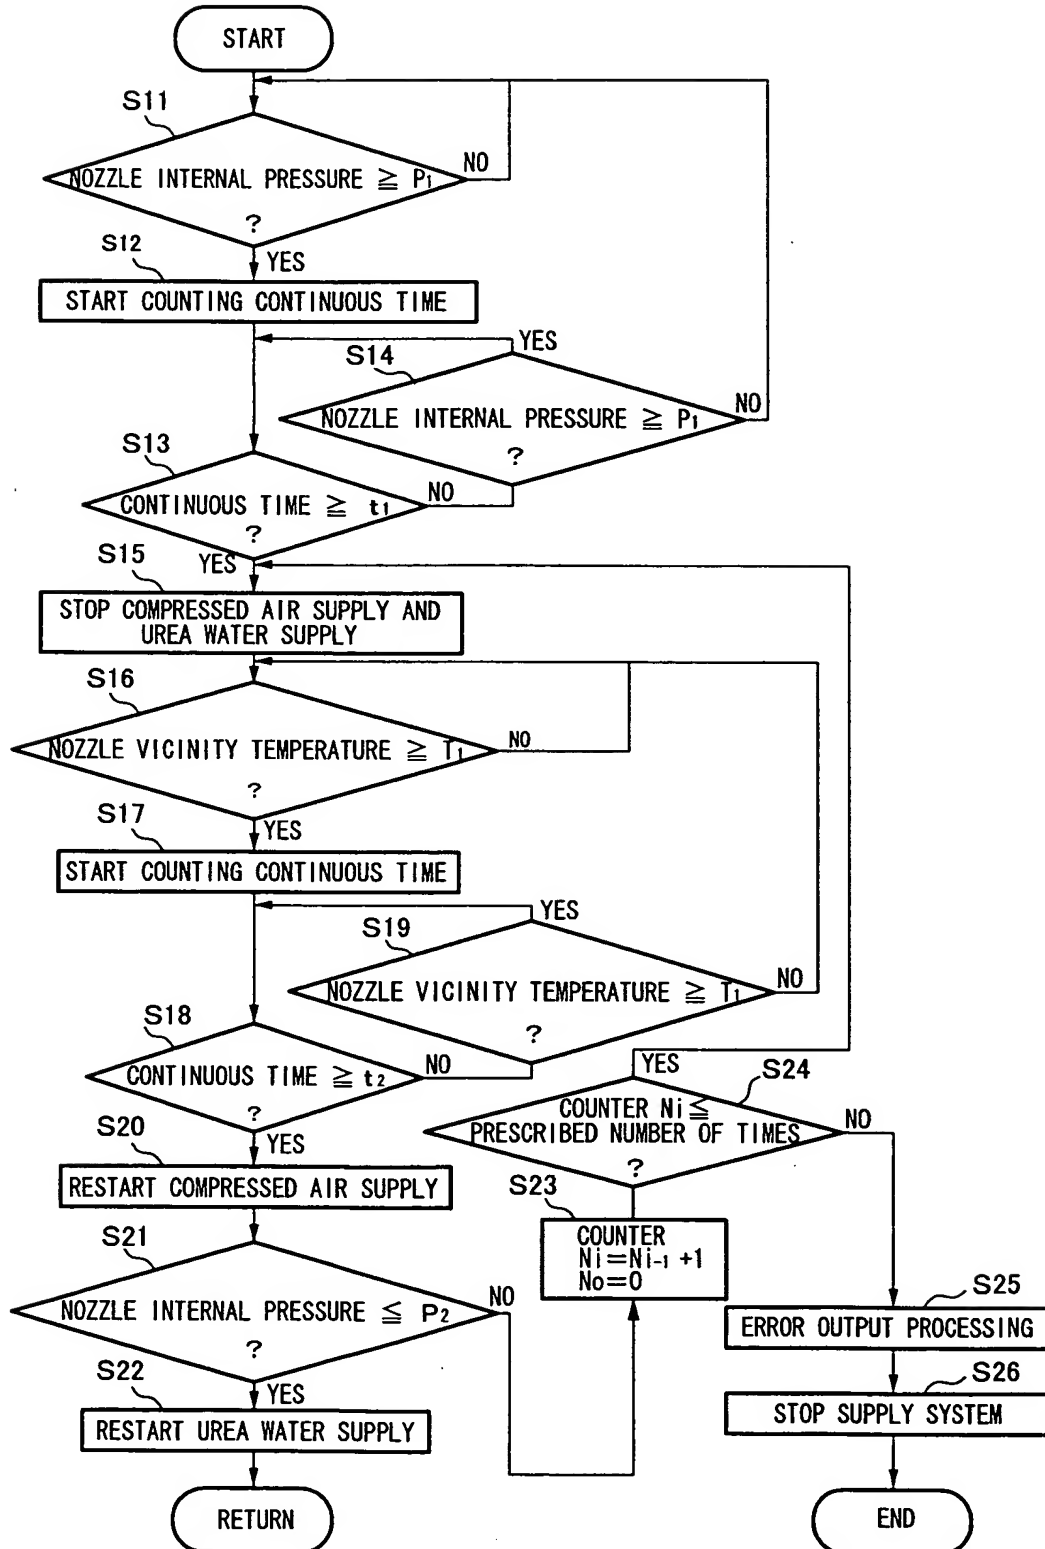 START
S11
NOZZLE INTERNAL PRESSURE ≧ P1
?
NO
YES
S12
START COUNTING CONTINUOUS TIME
YES
S14
NOZZLE INTERNAL PRESSURE ≧ P1
?
NO
S13
CONTINUOUS TIME ≧ t1
?
NO
YES
S15
STOP COMPRESSED AIR SUPPLY AND
UREA WATER SUPPLY
S16
NOZZLE VICINITY TEMPERATURE ≧ T1
?
NO
YES
S17
START COUNTING CONTINUOUS TIME
YES
S19
NOZZLE VICINITY TEMPERATURE ≧ T1
?
NO
S18
CONTINUOUS TIME ≧ t2
?
NO
YES
YES
S24
COUNTER Ni ≦
PRESCRIBED NUMBER OF TIMES
?
NO
S20
RESTART COMPRESSED AIR SUPPLY
S23
COUNTER
Ni=Ni-1 +1
No=0
S21
NOZZLE INTERNAL PRESSURE ≦ P2
?
NO
YES
S25
ERROR OUTPUT PROCESSING
S22
RESTART UREA WATER SUPPLY
S26
STOP SUPPLY SYSTEM
RETURN
END